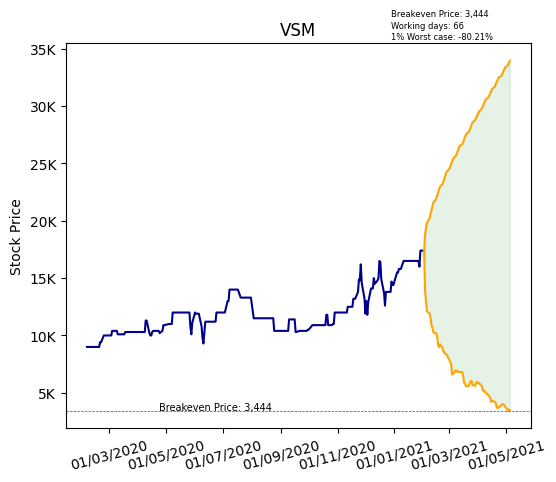 Breakeven Price: 3,444
Working days: 66
1% Worst case: -80.21%
VSM
35K
30K
25K
20K
15K
10K
5K
Stock Price
Breakeven Price: 3,444
01/03/2020
01/05/2020
01/07/2020
01/09/2020
01/11/2020
01/01/2021
01/03/2021
01/05/2021